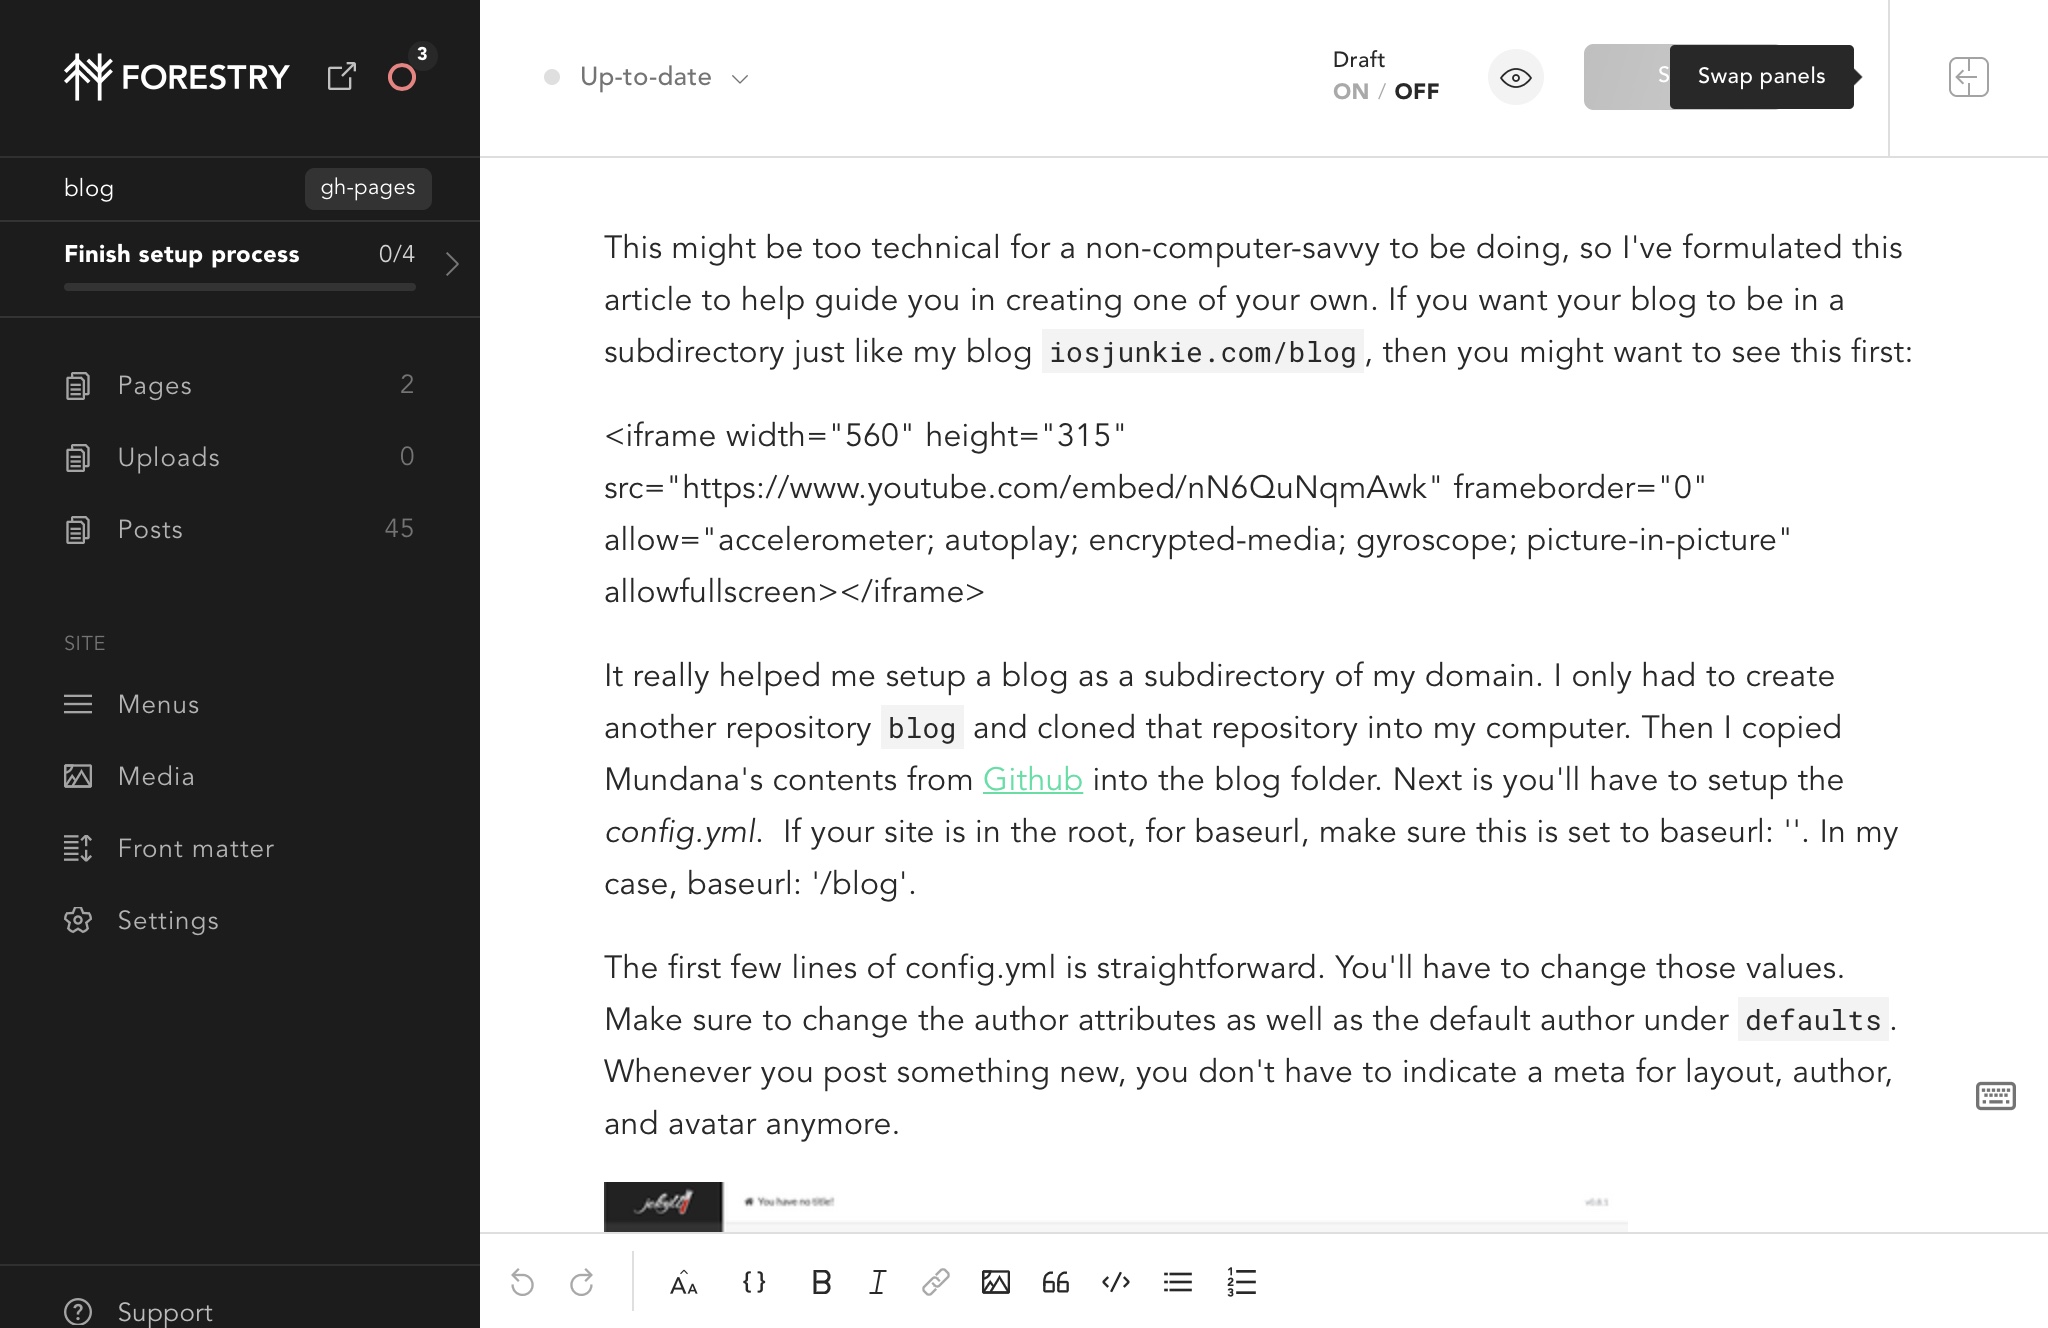 FORESTRY
3
Up-to-date
Draft
ON / OFF
S
Swap panels
blog
gh-pages
Finish setup process
0/4
Pages
2
Uploads
0
Posts
45
SITE
Menus
Media
Front matter
Settings
Support
This might be too technical for a non-computer-savvy to be doing, so I've formulated this
article to help guide you in creating one of your own. If you want your blog to be in a
subdirectory just like my blog iosjunkie.com/blog, then you might want to see this first:
<iframe width="560" height="315"
src="https://www.youtube.com/embed/nN6QuNqmAwk" frameborder="0"
allow="accelerometer; autoplay; encrypted-media; gyroscope; picture-in-picture"
allowfullscreen></iframe>
It really helped me setup a blog as a subdirectory of my domain. I only had to create
another repository blog and cloned that repository into my computer. Then I copied
Mundana's contents from Github into the blog folder. Next is you'll have to setup the
config.yml. If your site is in the root, for baseurl, make sure this is set to baseurl: ''. In my
case, baseurl: '/blog'.
The first few lines of config.yml is straightforward. You'll have to change those values.
Make sure to change the author attributes as well as the default author under defaults.
Whenever you post something new, you don't have to indicate a meta for layout, author,
and avatar anymore.
jekyll
You have no title!
v0.8.1